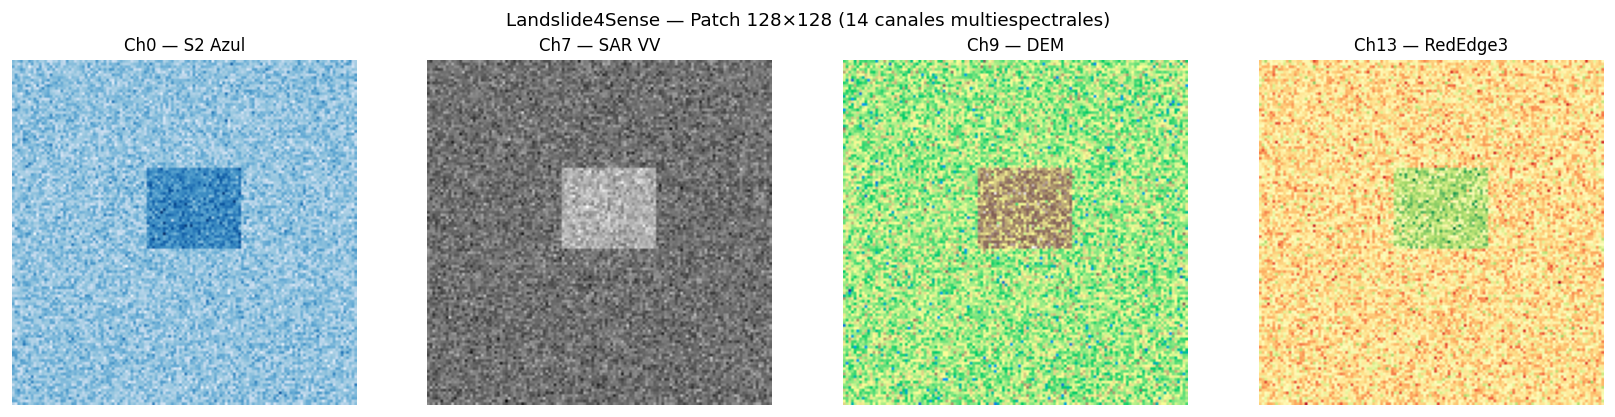 Landslide4Sense — Patch 128×128 (14 canales multiespectrales)
Ch0 — S2 Azul
Ch7 — SAR VV
Ch9 — DEM
Ch13 — RedEdge3